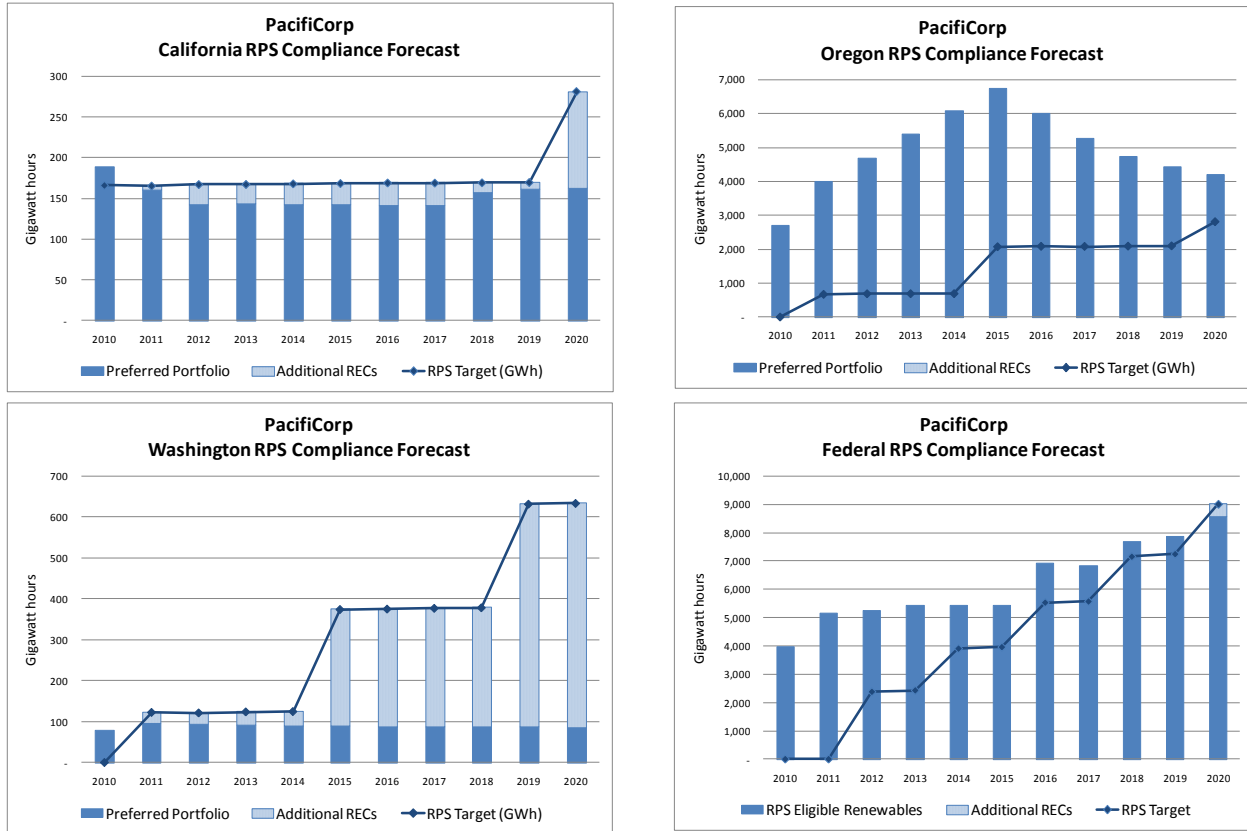 PacifiCorp
California RPS Compliance Forecast
Gigawatt hours
300
250
200
150
100
50
-
2010 2011 2012 2013 2014 2015 2016 2017 2018 2019 2020
Preferred Portfolio Additional RECs RPS Target (GWh)
PacifiCorp
Oregon RPS Compliance Forecast
Gigawatt hours
7,000
6,000
5,000
4,000
3,000
2,000
1,000
-
2010 2011 2012 2013 2014 2015 2016 2017 2018 2019 2020
Preferred Portfolio Additional RECs RPS Target (GWh)
PacifiCorp
Washington RPS Compliance Forecast
Gigawatt hours
700
600
500
400
300
200
100
-
2010 2011 2012 2013 2014 2015 2016 2017 2018 2019 2020
Preferred Portfolio Additional RECs RPS Target (GWh)
PacifiCorp
Federal RPS Compliance Forecast
Gigawatt hours
10,000
9,000
8,000
7,000
6,000
5,000
4,000
3,000
2,000
1,000
-
2010 2011 2012 2013 2014 2015 2016 2017 2018 2019 2020
RPS Eligible Renewables Additional RECs RPS Target